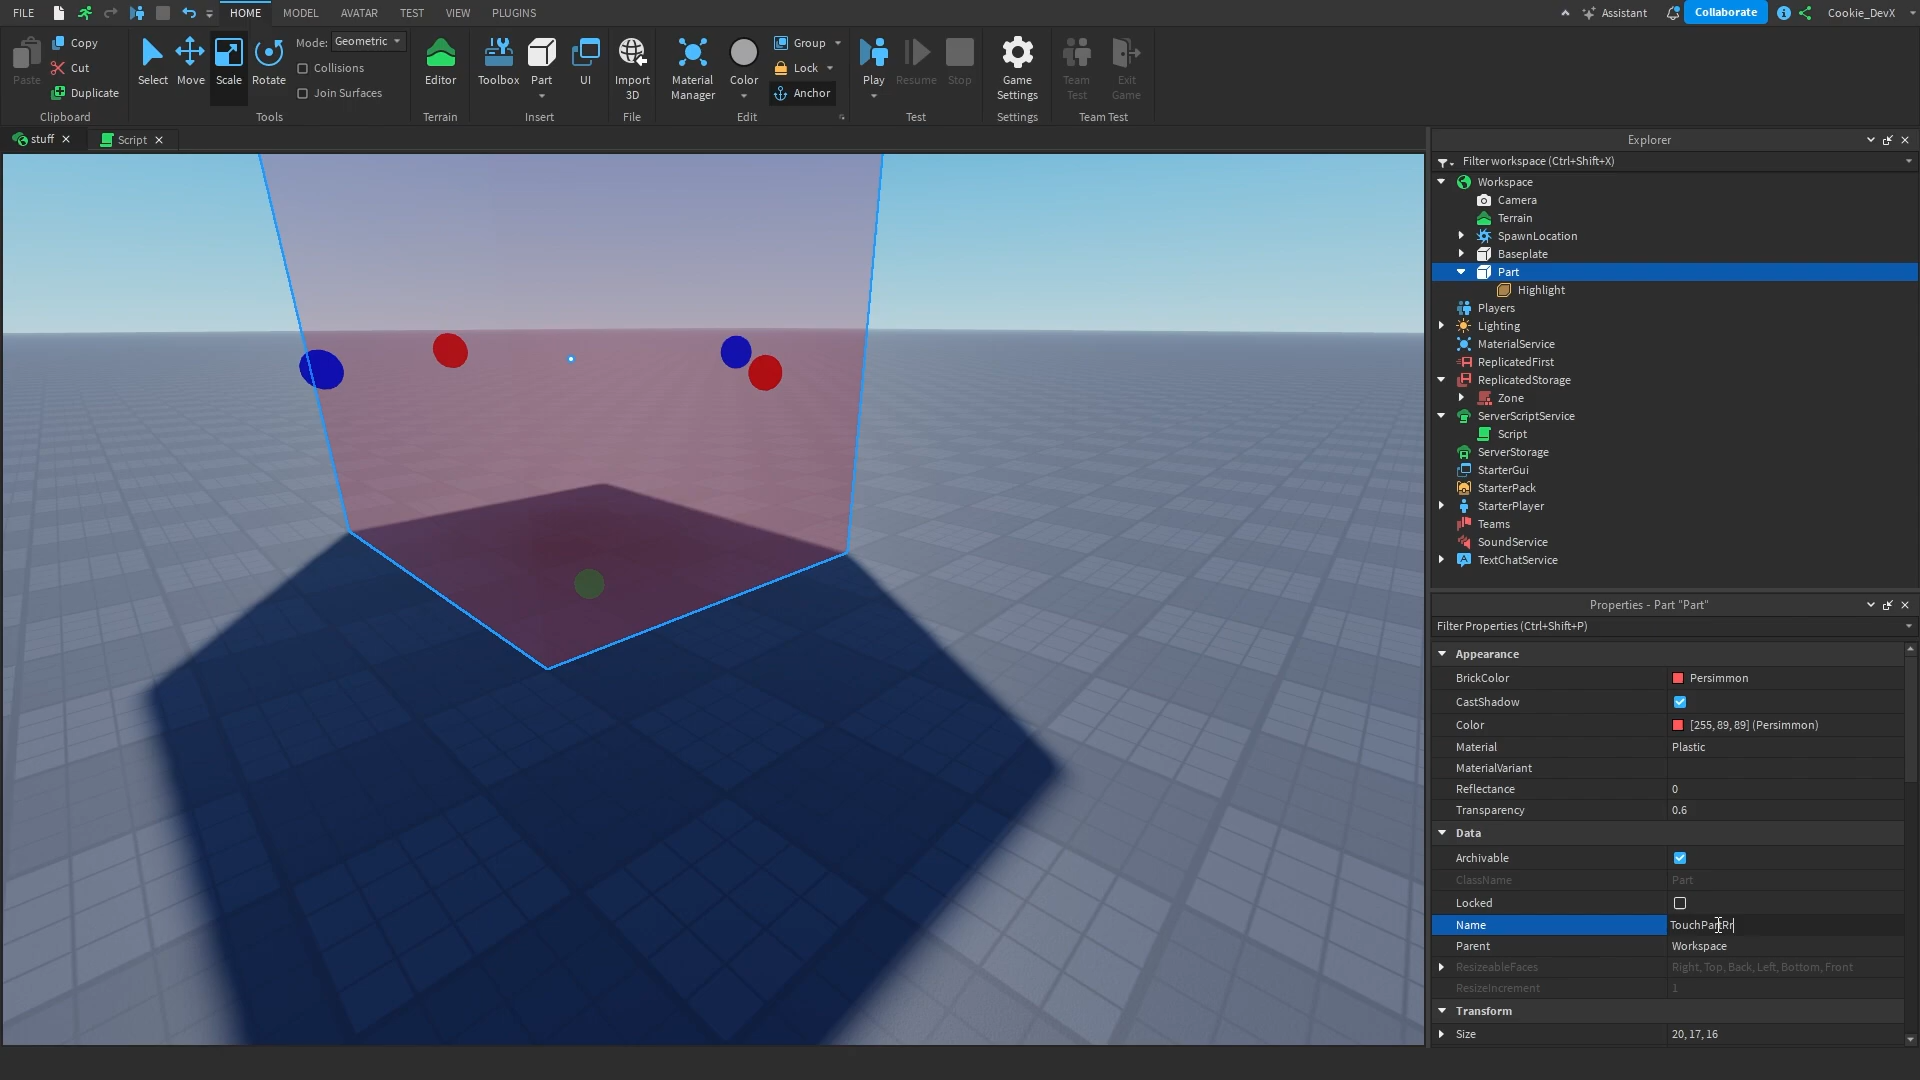 FILE HOME MODEL AVATAR TEST VIEW PLUGINS Assistant Collaborate Cookie_DevX
Paste Copy Cut Duplicate
Clipboard
Select Move Scale Rotate
Mode: Geometric
Collisions
Join Surfaces
Tools
Editor
Terrain
Toolbox Part UI
Insert
Import 3D
File
Material Manager Color
Group
Lock
Anchor
Edit
Play Resume Stop
Test
Game Settings
Settings
Team Test Exit Game
Team Test
stuff Script
Explorer
Filter workspace (Ctrl+Shift+X)
Workspace
Camera
Terrain
SpawnLocation
Baseplate
Part
Highlight
Players
Lighting
MaterialService
ReplicatedFirst
ReplicatedStorage
Zone
ServerScriptService
Script
ServerStorage
StarterGui
StarterPack
StarterPlayer
Teams
SoundService
TextChatService
Properties - Part "Part"
Filter Properties (Ctrl+Shift+P)
Appearance
BrickColor Persimmon
CastShadow
Color [255, 89, 89] (Persimmon)
Material Plastic
MaterialVariant
Reflectance 0
Transparency 0.6
Data
Archivable
ClassName Part
Locked
Name TouchPartRr
Parent Workspace
ResizeableFaces Right, Top, Back, Left, Bottom, Front
ResizeIncrement 1
Transform
Size 20, 17, 16